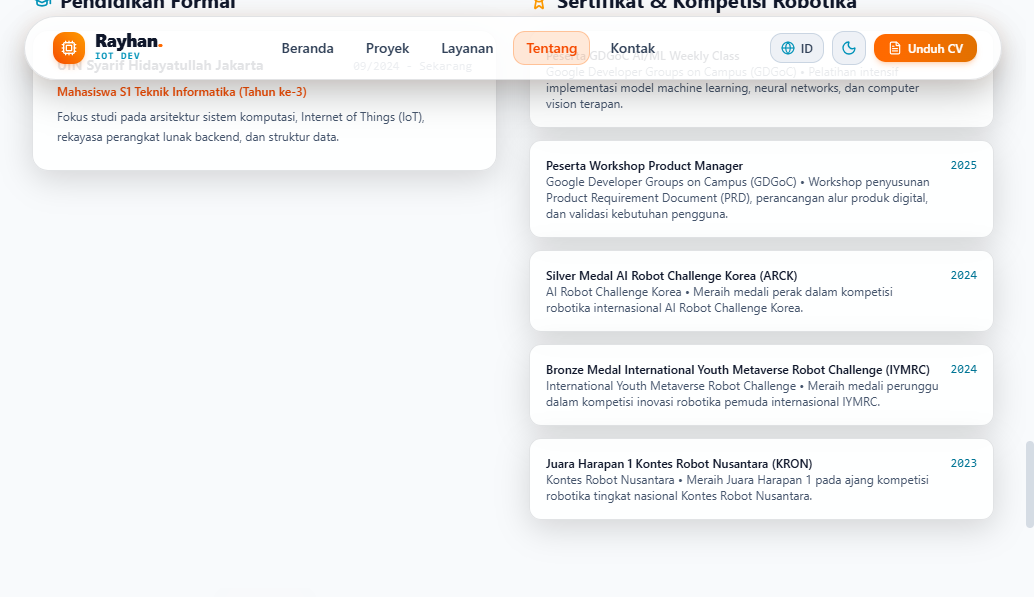 Pendidikan Formal
Sertifikat & Kompetisi Robotika
Rayhan.
IOT DEV
Beranda
Proyek
Layanan
Tentang
Kontak
ID
Unduh CV
UIN Syarif Hidayatullah Jakarta
09/2024 - Sekarang
Mahasiswa S1 Teknik Informatika (Tahun ke-3)
Fokus studi pada arsitektur sistem komputasi, Internet of Things (IoT),
rekayasa perangkat lunak backend, dan struktur data.
Peserta GDGoC AI/ML Weekly Class
Google Developer Groups on Campus (GDGoC) • Pelatihan intensif
implementasi model machine learning, neural networks, dan computer
vision terapan.
Peserta Workshop Product Manager
2025
Google Developer Groups on Campus (GDGoC) • Workshop penyusunan
Product Requirement Document (PRD), perancangan alur produk digital,
dan validasi kebutuhan pengguna.
Silver Medal AI Robot Challenge Korea (ARCK)
2024
AI Robot Challenge Korea • Meraih medali perak dalam kompetisi
robotika internasional AI Robot Challenge Korea.
Bronze Medal International Youth Metaverse Robot Challenge (IYMRC)
2024
International Youth Metaverse Robot Challenge • Meraih medali perunggu
dalam kompetisi inovasi robotika pemuda internasional IYMRC.
Juara Harapan 1 Kontes Robot Nusantara (KRON)
2023
Kontes Robot Nusantara • Meraih Juara Harapan 1 pada ajang kompetisi
robotika tingkat nasional Kontes Robot Nusantara.